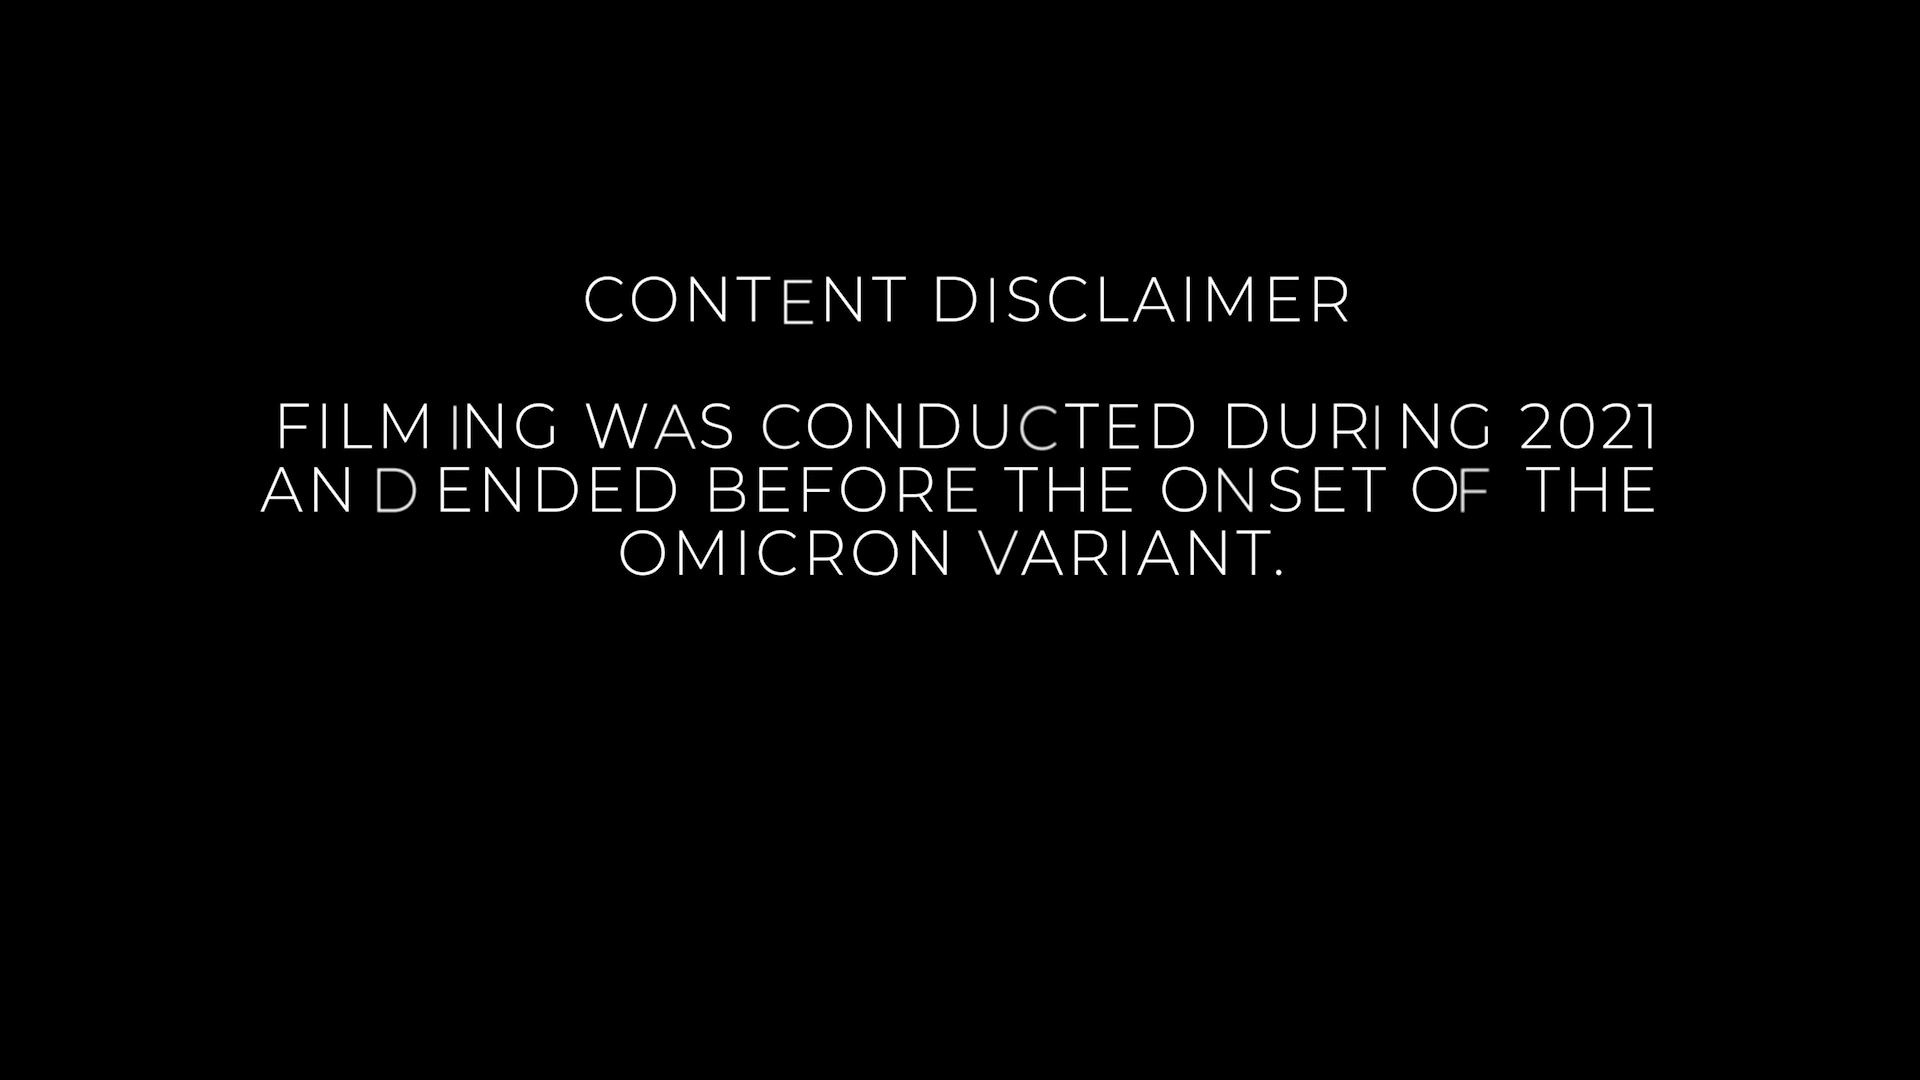 CONTENT DISCLAIMER
FILMING WAS CONDUCTED DURING 2021
AND ENDED BEFORE THE ONSET OF THE
OMICRON VARIANT.